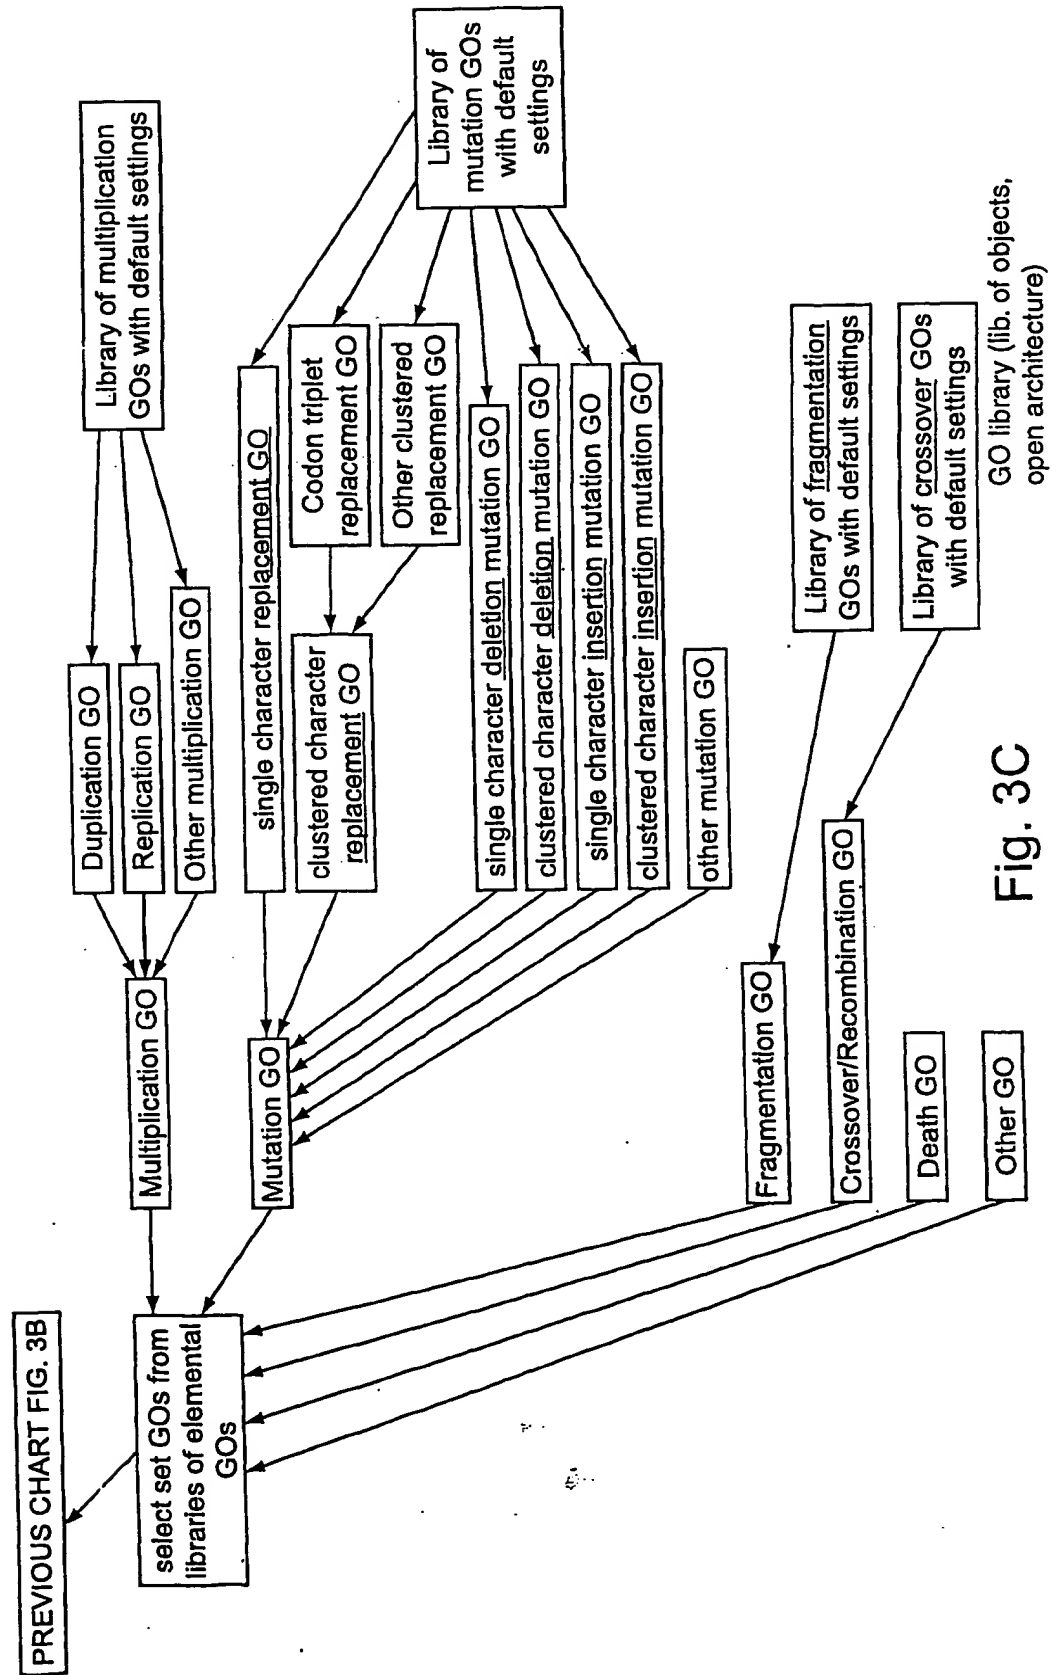 PREVIOUS CHART FIG. 3B
select set GOs from
libraries of elemental
GOs
Multiplication GO
Mutation GO
Fragmentation GO
Crossover/Recombination GO
Death GO
Other GO
Duplication GO
Replication GO
Other multiplication GO
single character replacement GO
clustered character
replacement GO
Codon triplet
replacement GO
Other clustered
replacement GO
single character deletion mutation GO
clustered character deletion mutation GO
single character insertion mutation GO
clustered character insertion mutation GO
other mutation GO
Library of multiplication
GOs with default settings
Library of
mutation GOs
with default
settings
Library of fragmentation
GOs with default settings
Library of crossover GOs
with default settings
GO library (lib. of objects,
open architecture)
Fig. 3C